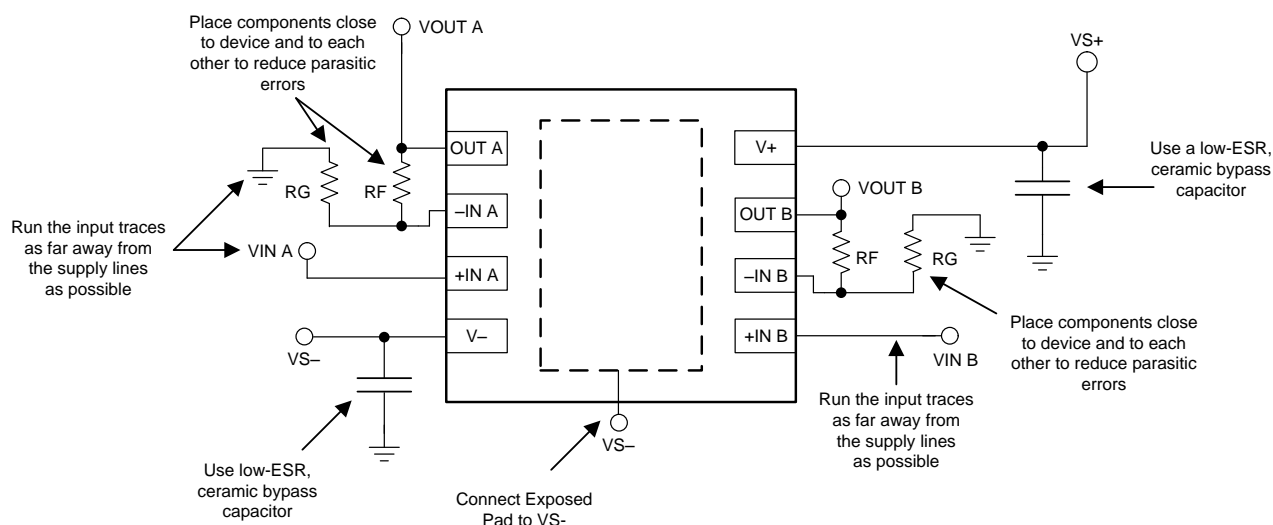 Place components close
to device and to each
other to reduce parasitic
errors
VOUT A
VS+
OUT A
V+
Use a low-ESR,
ceramic bypass
capacitor
RG
RF
VOUT B
–IN A
OUT B
Run the input traces
as far away from
the supply lines
as possible
VIN A
RF
RG
+IN A
–IN B
V–
+IN B
VS–
VIN B
Place components close
to device and to each
other to reduce parasitic
errors
Run the input traces
as far away from
the supply lines
as possible
VS–
Use low-ESR,
ceramic bypass
capacitor
Connect Exposed
Pad to VS-